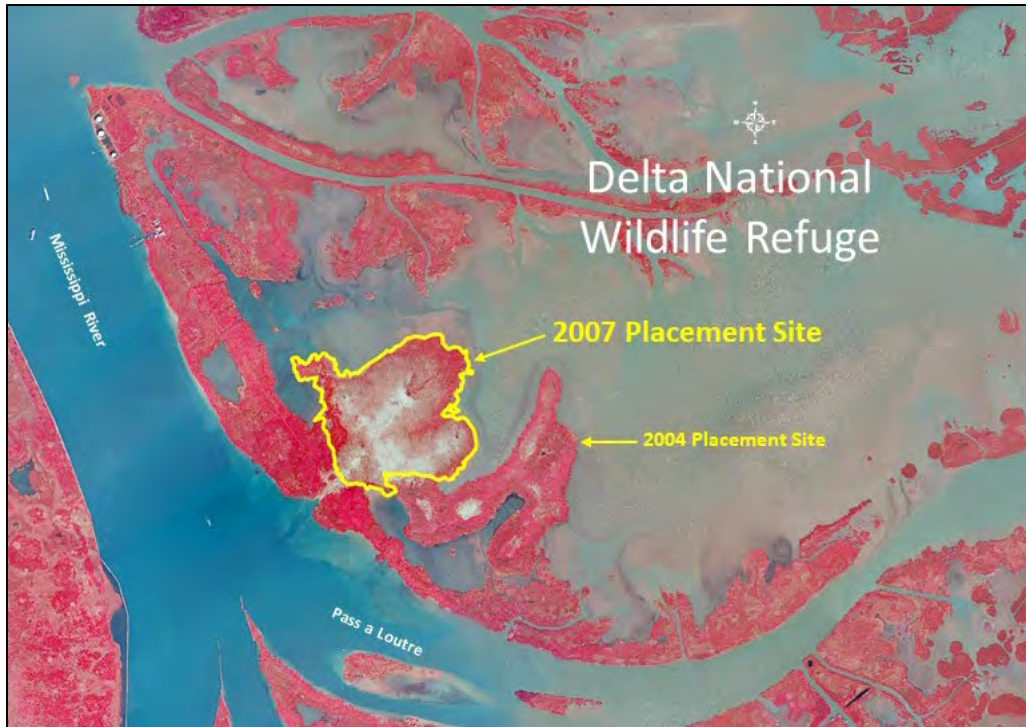 Delta National
Wildlife Refuge
Mississippi River
2007 Placement Site
2004 Placement Site
Pass a Loutre